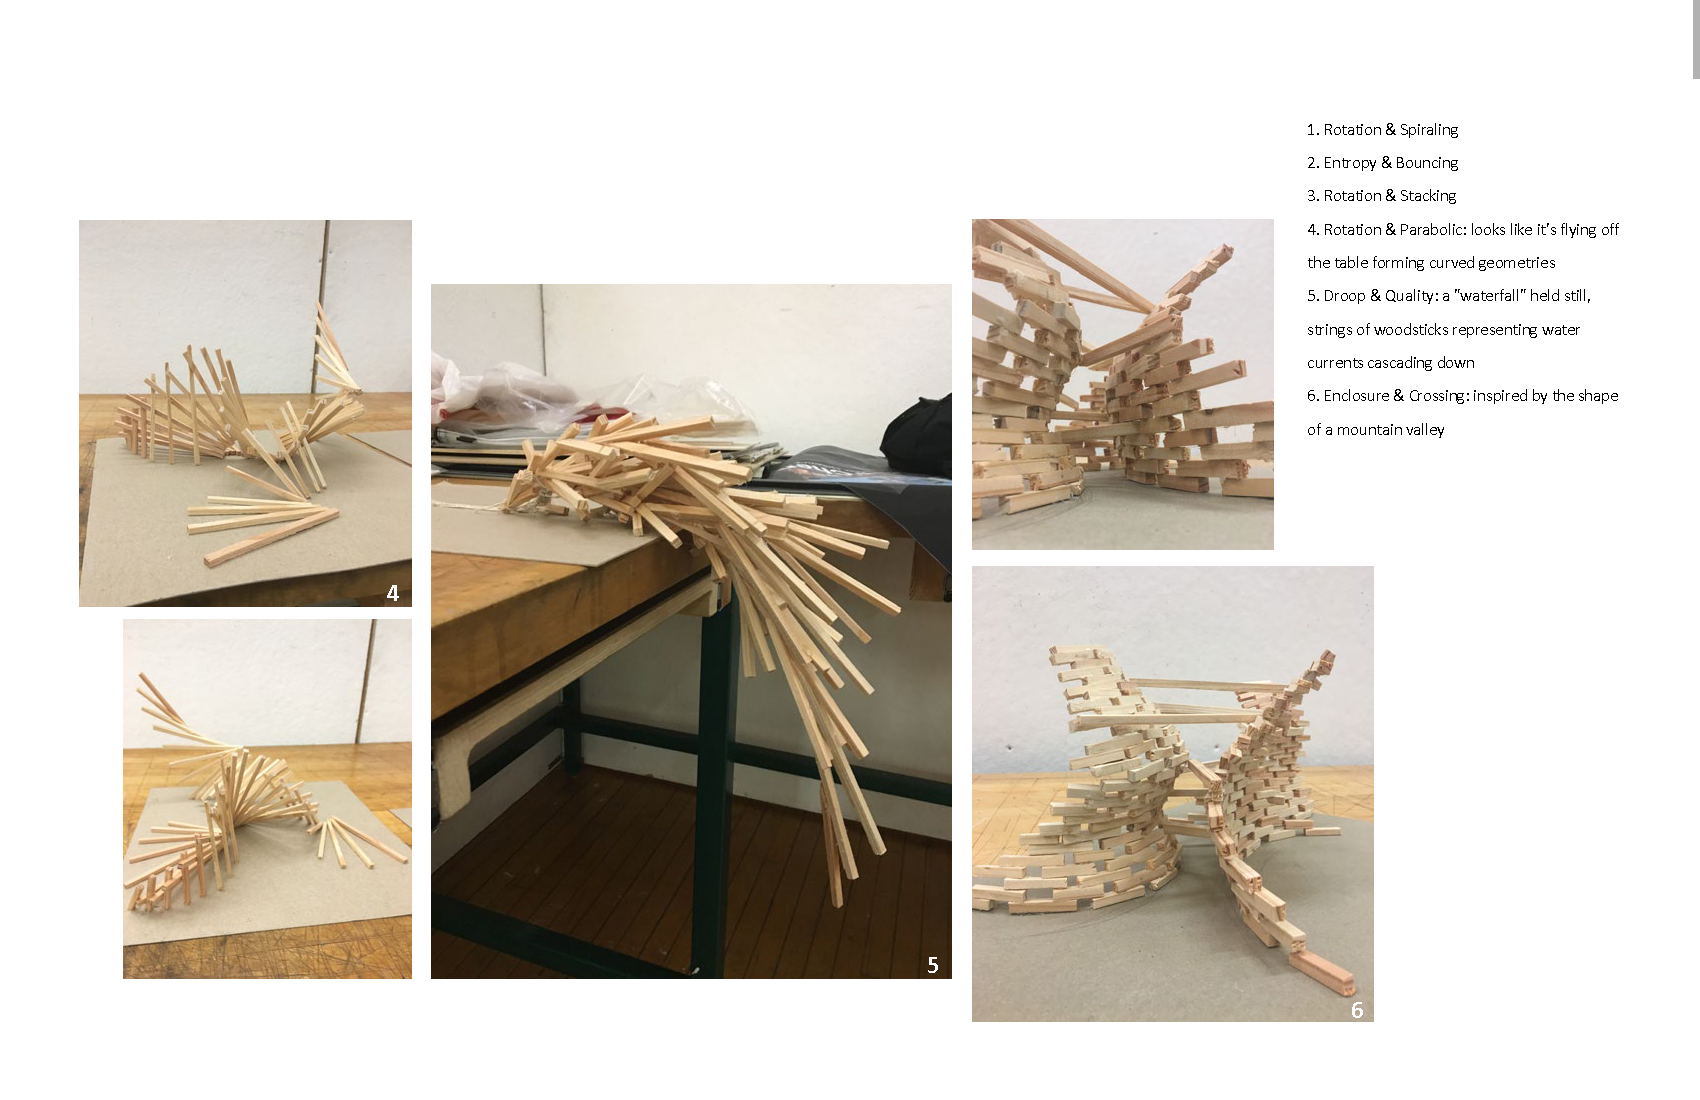 1. Rotation & Spiraling
2. Entropy & Bouncing
3. Rotation & Stacking
4. Rotation & Parabolic: looks like it's flying off
the table forming curved geometries
5. Droop & Quality: a "waterfall" held still,
strings of woodsticks representing water
currents cascading down
6. Enclosure & Crossing: inspired by the shape
of a mountain valley
4
5
6